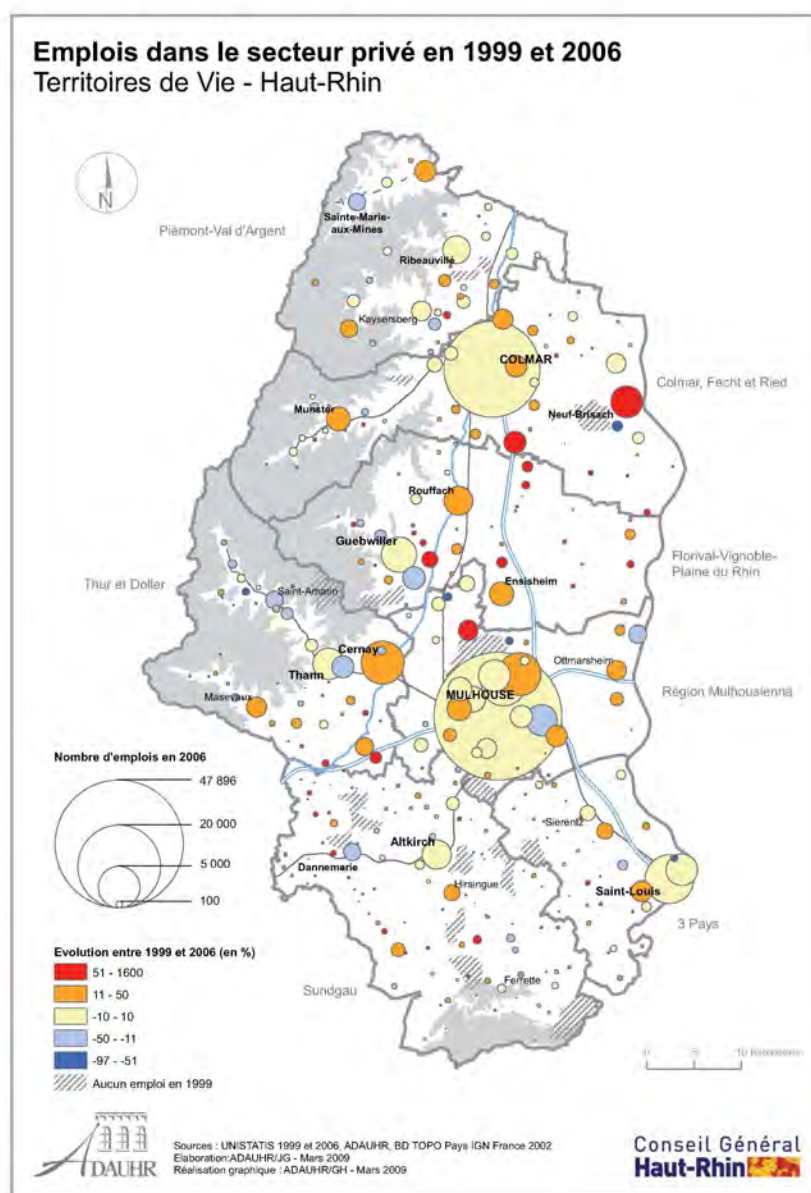 Emplois dans le secteur privé en 1999 et 2006
Territoires de Vie - Haut-Rhin
N
Sainte-Marie-
aux-Mines
Piémont-Val d'Argent
Ribeauvillé
Kaysersberg
COLMAR
Colmar, Fecht et Ried
Munster
Neuf-Brisach
Rouffach
Guebwiller
Florival-Vignoble-
Plaine du Rhin
Thur et Doller
Saint-Amarin
Ensisheim
Cernay
Ottmarsheim
Thann
MULHOUSE
Région Mulhousienne
Masevaux
Nombre d'emplois en 2006
47 896
20 000
5 000
100
Sierentz
Altkirch
Dannemarie
Hirsingue
Saint-Louis
3 Pays
Evolution entre 1999 et 2006 (en %)
51 - 1600
11 - 50
-10 - 10
-50 - -11
-97 - -51
Aucun emploi en 1999
Sundgau
Ferrette
0 5 10 kilomètres
ADAUHR
Sources : UNISTATIS 1999 et 2006, ADAUHR, BD TOPO Pays IGN France 2002
Elaboration:ADAUHR/JG - Mars 2009
Réalisation graphique : ADAUHR/GH - Mars 2009
Conseil Général
Haut-Rhin